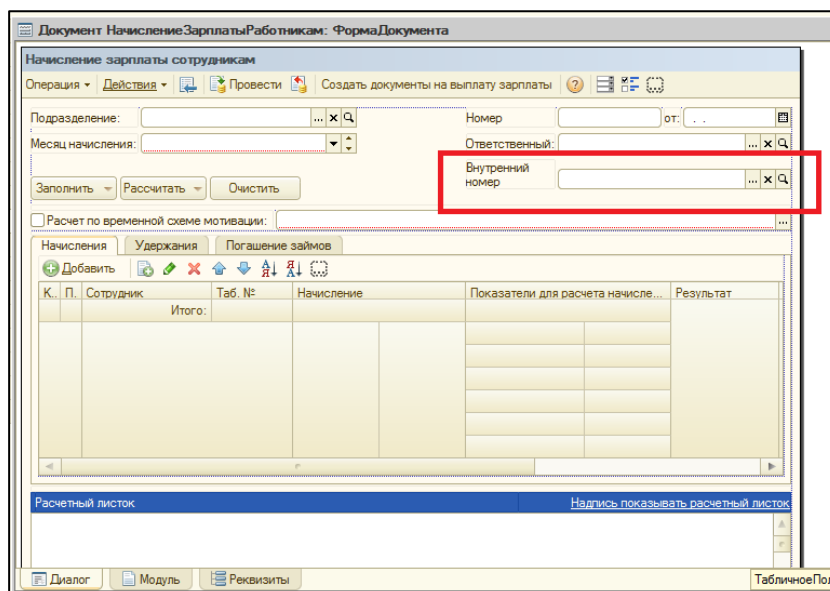 Документ НачислениеЗарплатыРаботникам: ФормаДокумента
Начисление зарплаты сотрудникам
Операция Действия Провести Создать документы на выплату зарплаты
Подразделение: ... Номер от: . .
Месяц начисления: Ответственный: ...
Внутренний
номер ...
Заполнить Рассчитать Очистить
Расчет по временной схеме мотивации: ...
Начисления Удержания Погашение займов
Добавить
К.. П. Сотрудник Таб. № Начисление Показатели для расчета начисле... Результат
Итого:
Расчетный листок Надпись показывать расчетный листок
Диалог Модуль Реквизиты ТабличноеПол